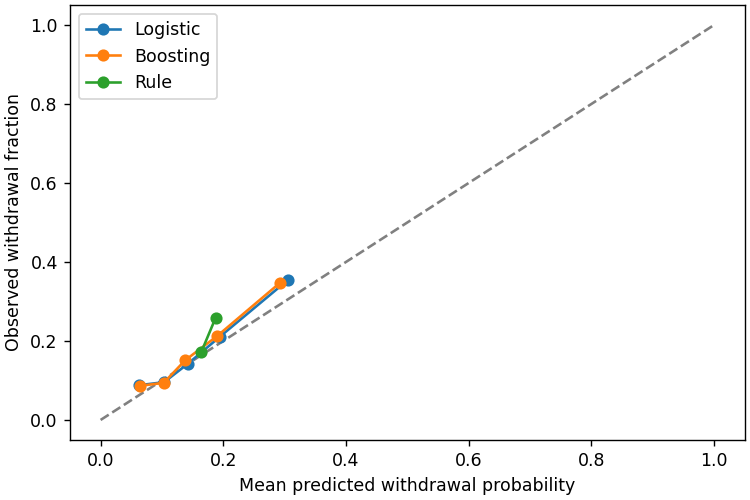 Logistic
Boosting
Rule
Observed withdrawal fraction
1.0
0.8
0.6
0.4
0.2
0.0
0.0 0.2 0.4 0.6 0.8 1.0
Mean predicted withdrawal probability